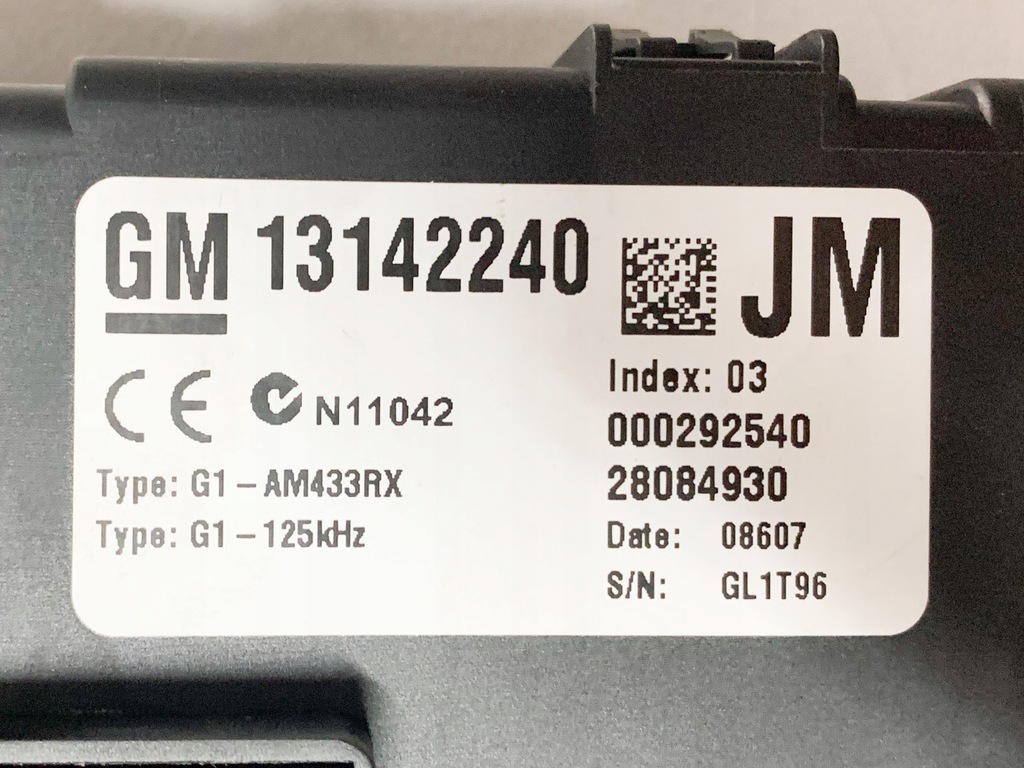 GM 13142240 JM
Index: 03
000292540
CE N11042
28084930
Type: G1-AM433RX
Type: G1-125kHz
Date: 08607
S/N: GL1T96